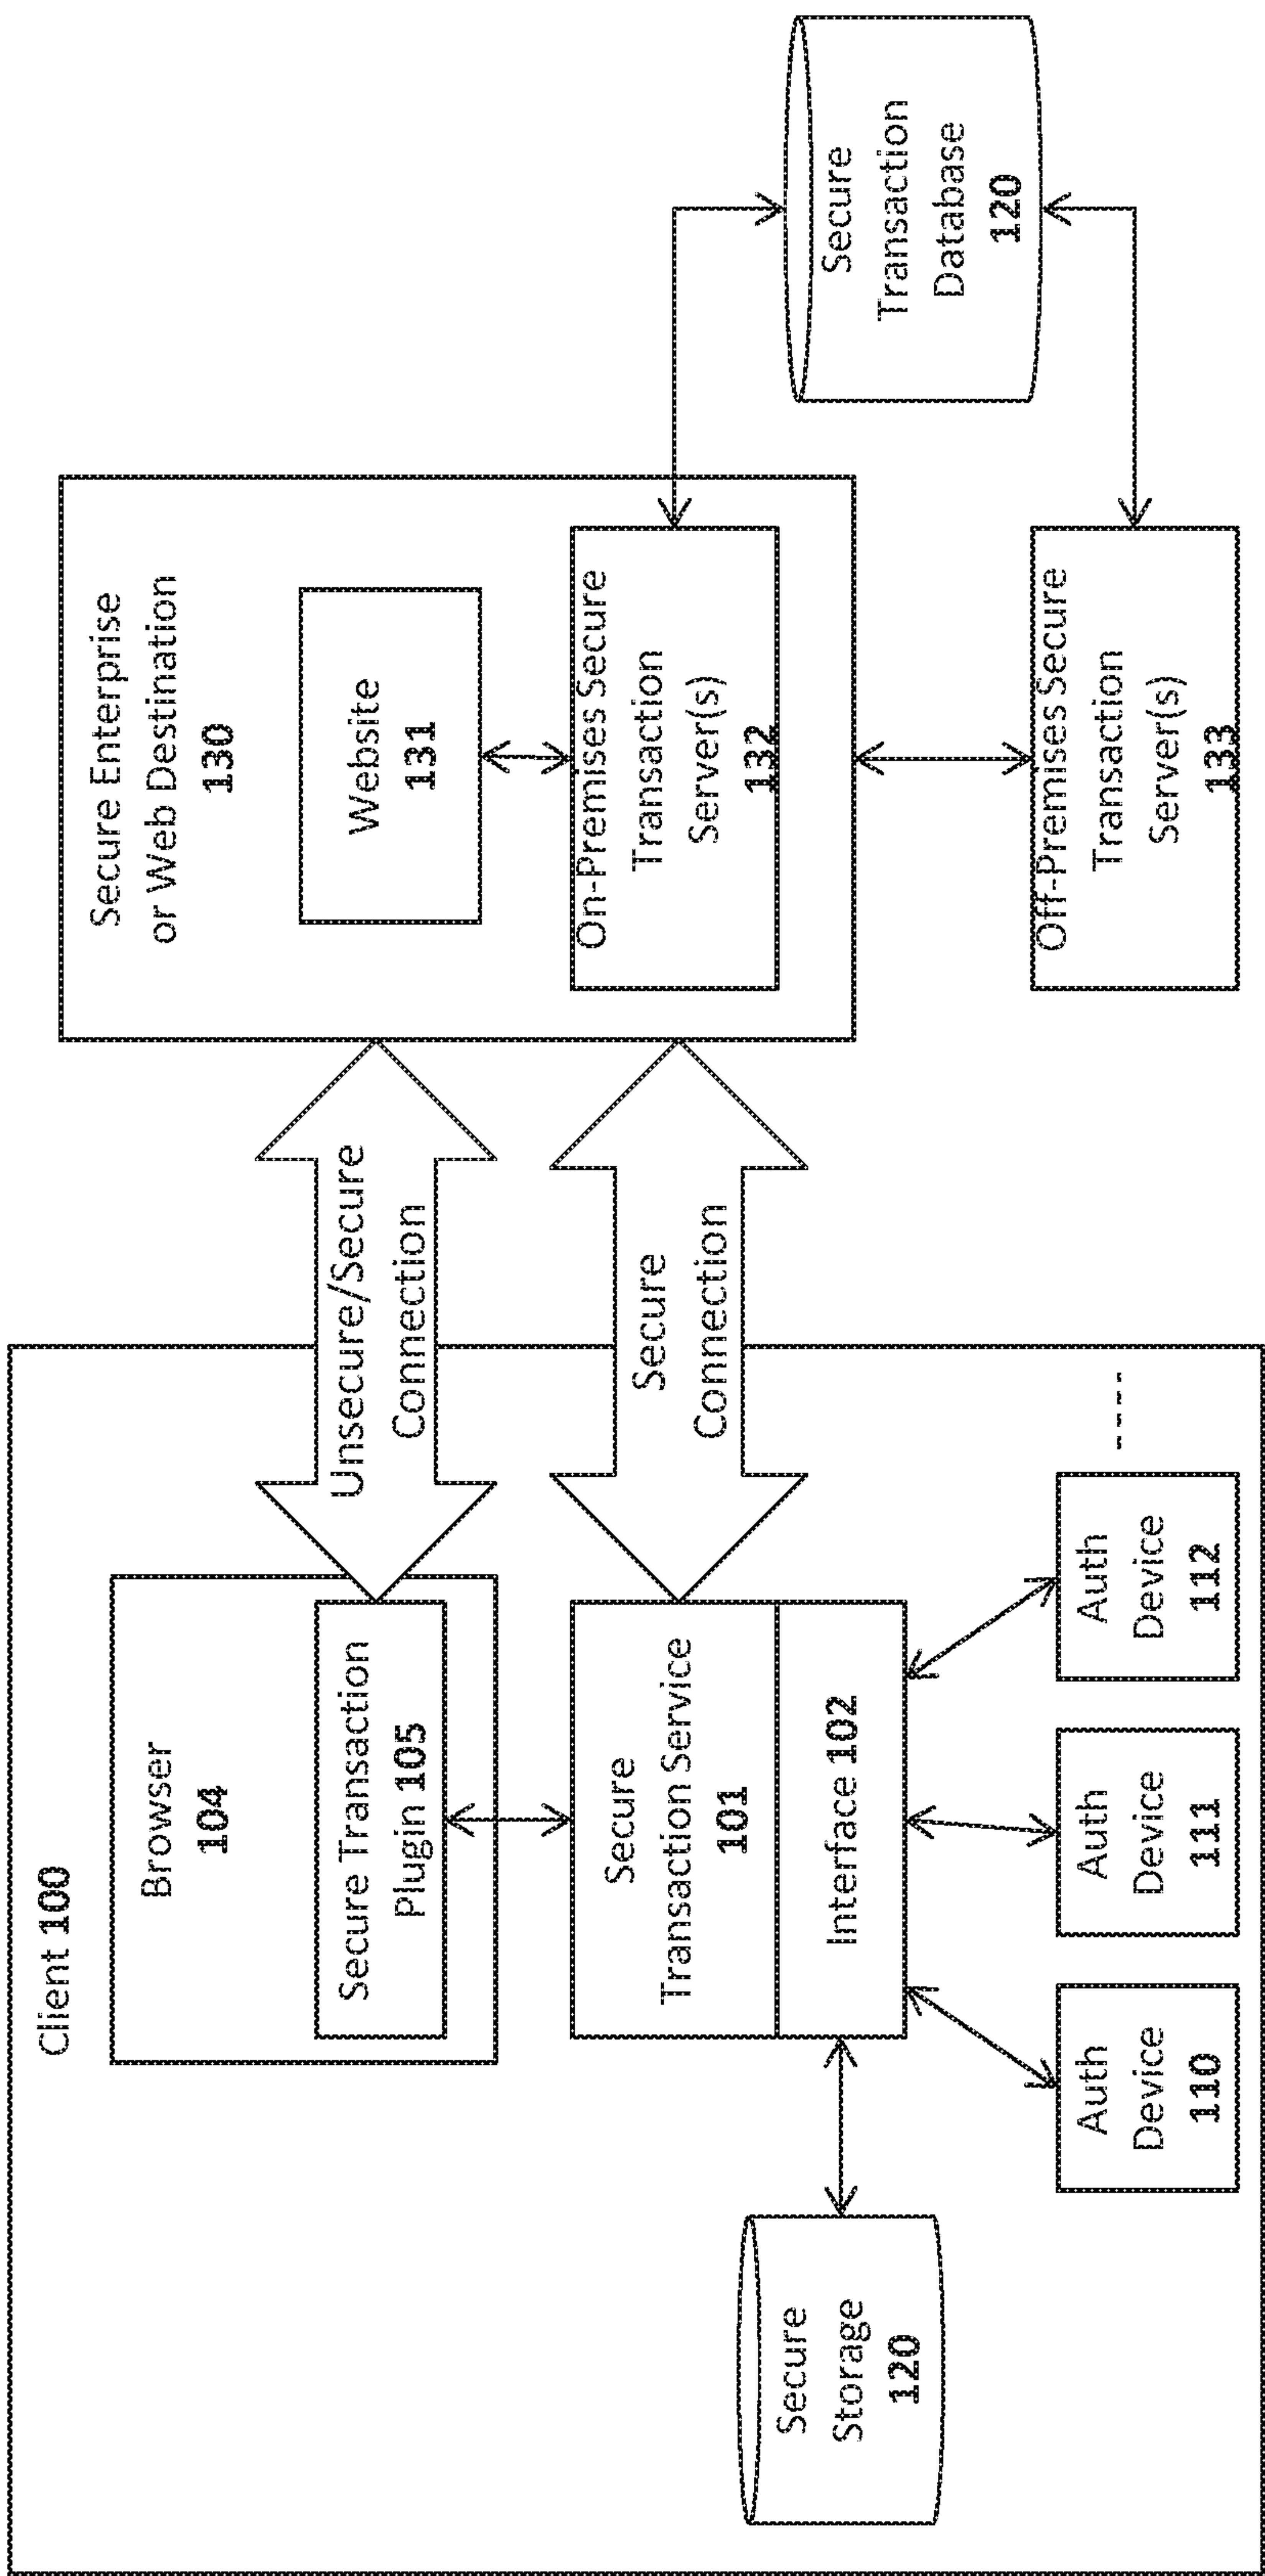 Client 100
Browser
104
Secure Transaction
Plugin 105
Secure
Transaction Service
101
Interface 102
Secure
Storage
120
Auth
Device
110
Auth
Device
111
Auth
Device
112
Unsecure/Secure
Connection
Secure
Connection
Secure Enterprise
or Web Destination
130
Website
131
On-Premises Secure
Transaction
Server(s)
132
Off-Premises Secure
Transaction
Server(s)
133
Secure
Transaction
Database
120